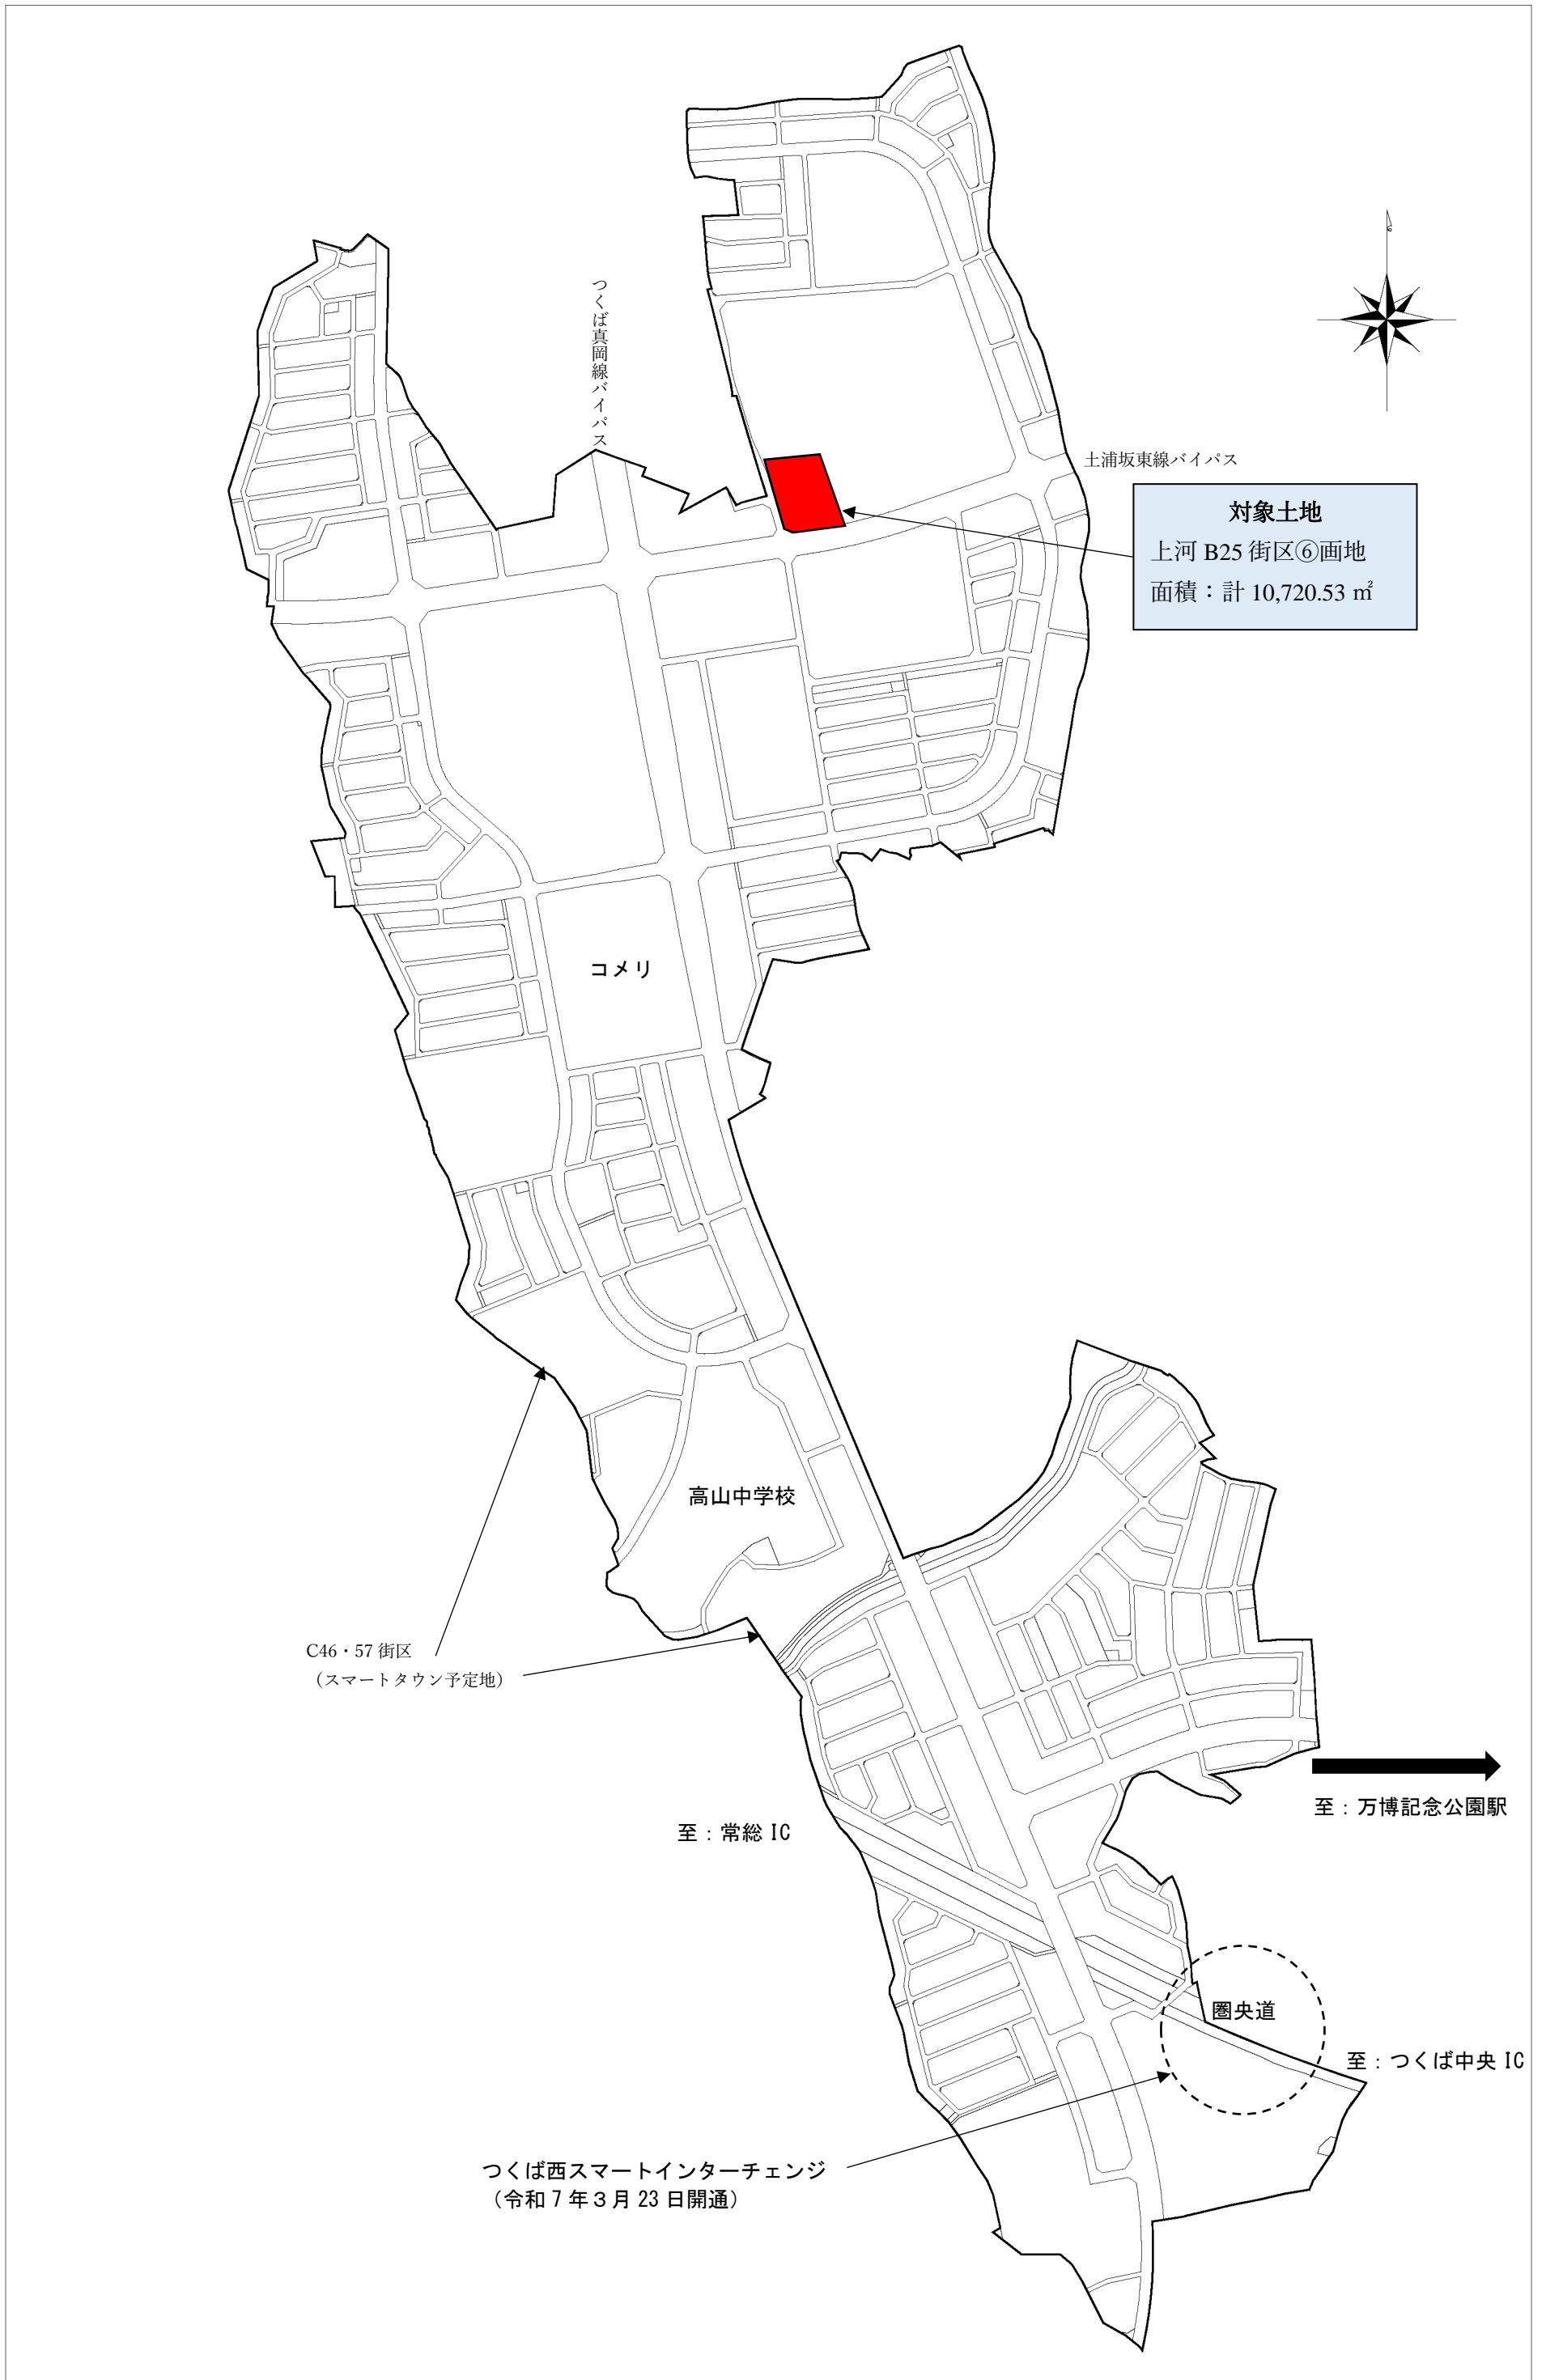 つくば真岡線バイパス
土浦坂東線バイパス
対象土地
上河 B25 街区⑥画地
面積：計 10,720.53 ㎡
コメリ
高山中学校
C46・57 街区
（スマートタウン予定地）
至：万博記念公園駅
至：常総 IC
圏央道
至：つくば中央 IC
つくば西スマートインターチェンジ
（令和 7 年３月 23 日開通）